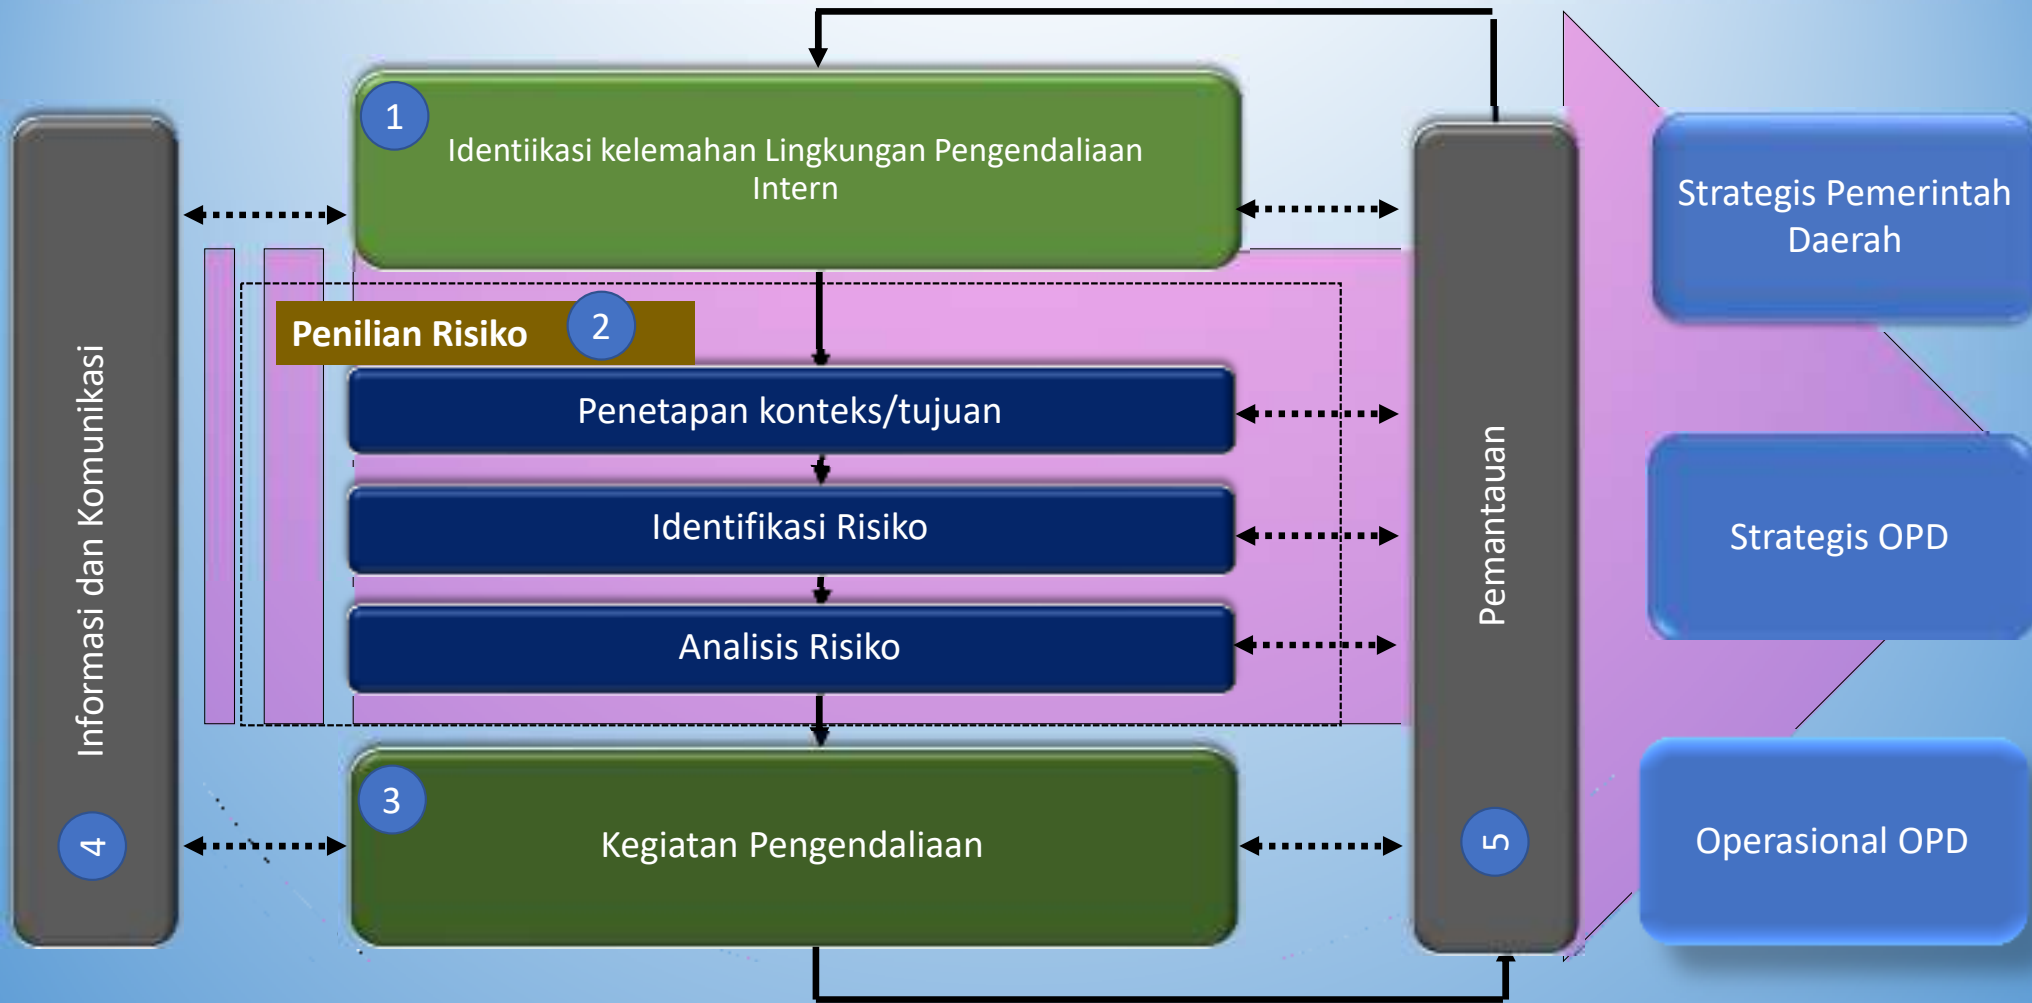 1
Identiikasi kelemahan Lingkungan Pengendaliaan
Intern
Penilian Risiko
2
Penetapan konteks/tujuan
Identifikasi Risiko
Analisis Risiko
3
Kegiatan Pengendaliaan
Informasi dan Komunikasi
4
Pemantauan
5
Strategis Pemerintah
Daerah
Strategis OPD
Operasional OPD